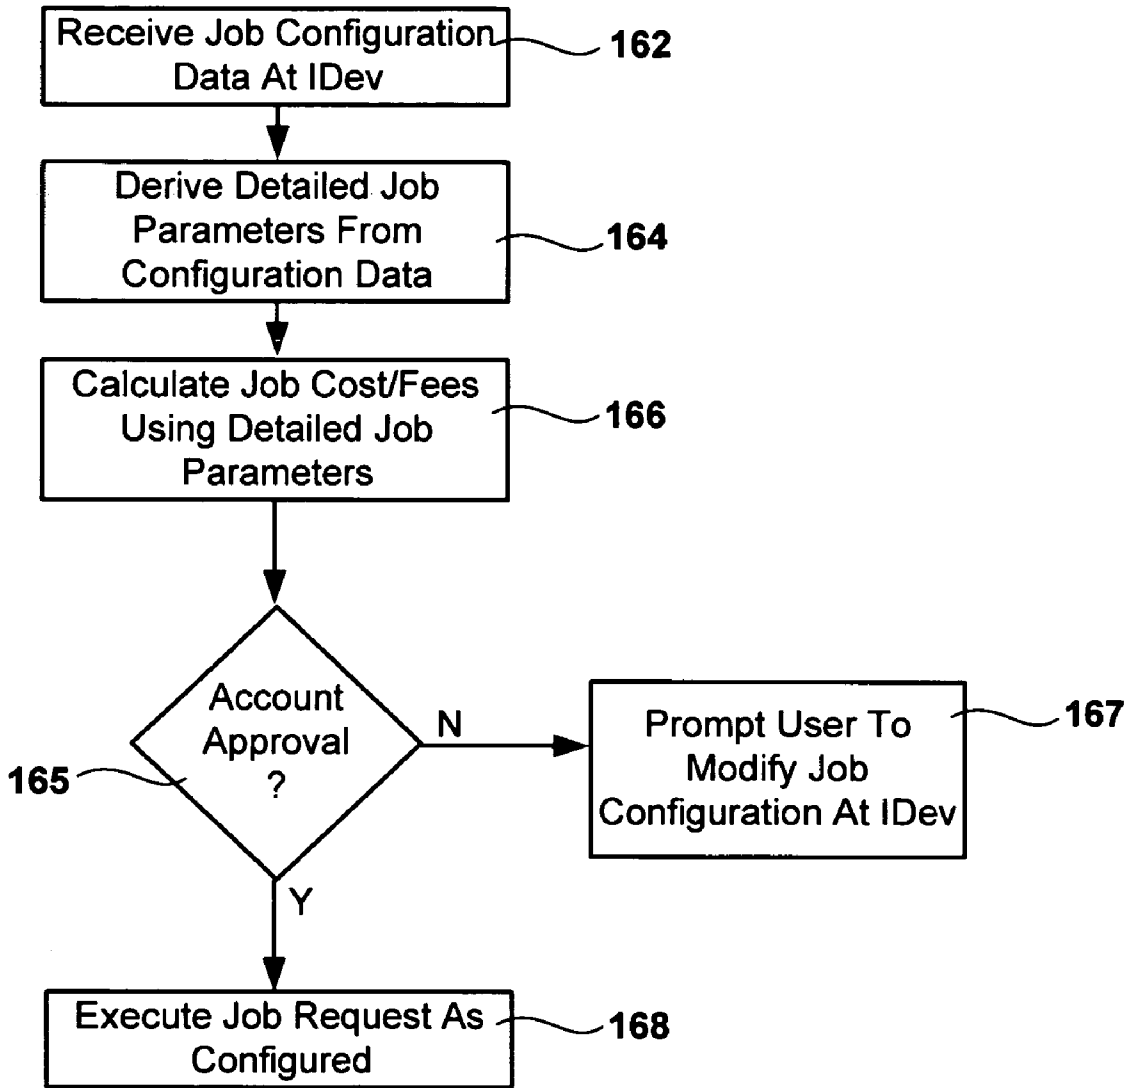 Receive Job Configuration
Data At IDev
162
Derive Detailed Job
Parameters From
Configuration Data
164
Calculate Job Cost/Fees
Using Detailed Job
Parameters
166
Account
Approval
?
165
N
Prompt User To
Modify Job
Configuration At IDev
167
Y
Execute Job Request As
Configured
168